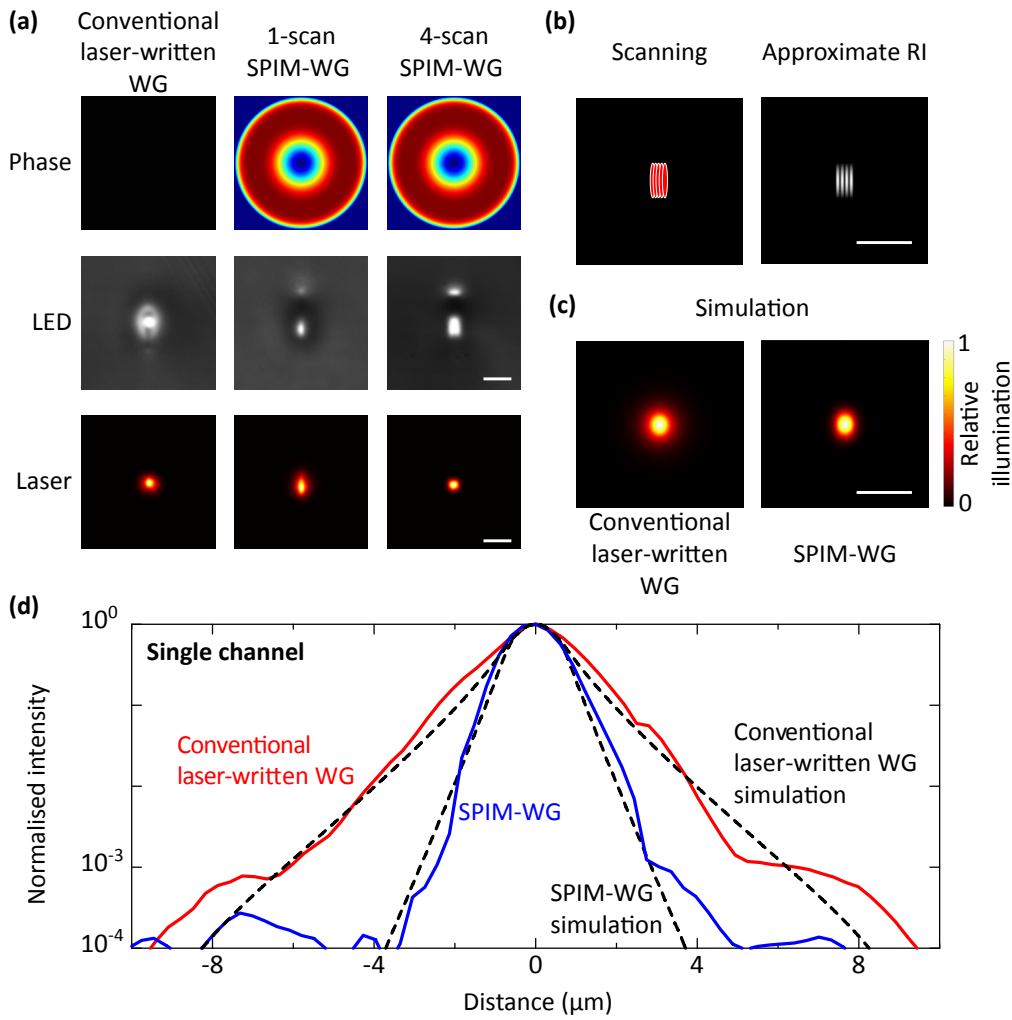 (a)
Conventional
laser-written
WG
1-scan
SPIM-WG
4-scan
SPIM-WG
Phase
LED
Laser
(b)
Scanning
Approximate RI
(c)
Simulation
1
Relative
illumination
0
Conventional
laser-written
WG
SPIM-WG
(d)
Single channel
Conventional
laser-written WG
SPIM-WG
Conventional
laser-written WG
simulation
SPIM-WG
simulation
Normalised intensity
10⁰
10⁻³
10⁻⁴
-8
-4
0
4
8
Distance (μm)